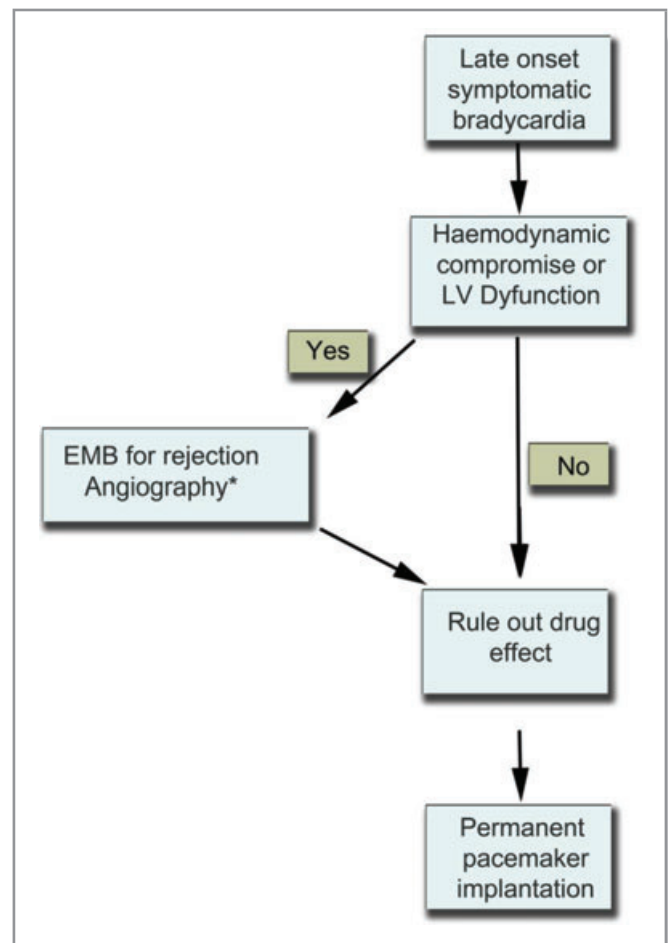 Late onset
symptomatic
bradycardia
Haemodynamic
compromise or
LV Dyfunction
Yes
EMB for rejection
Angiography*
No
Rule out drug
effect
Permanent
pacemaker
implantation